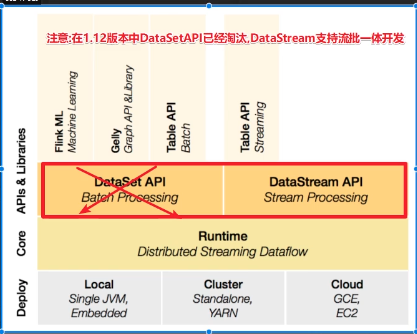 注意:在1.12版本中DataSetAPI已经淘汰,DataStream支持流批一体开发
Flink ML
Machine Learning
Gelly
Graph API &Library
Table API
Batch
Table API
Streaming
APIs & Libraries
DataSet API
Batch Processing
DataStream API
Stream Processing
Core
Runtime
Distributed Streaming Dataflow
Deploy
Local
Single JVM,
Embedded
Cluster
Standalone,
YARN
Cloud
GCE,
EC2